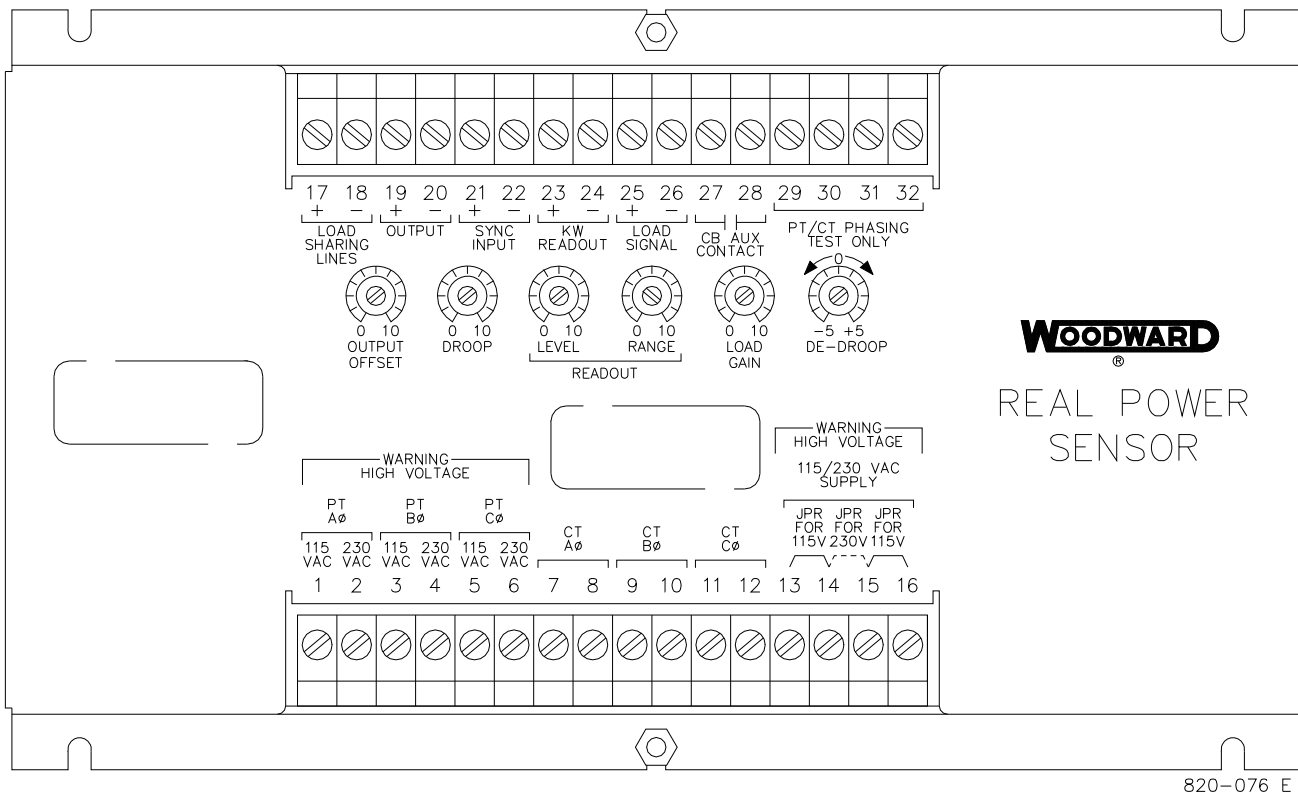 17 18 19 20 21 22 23 24 25 26 27 28 29 30 31 32
+ − + − + − + − + −
LOAD
SHARING
LINES
OUTPUT
SYNC
INPUT
KW
READOUT
LOAD
SIGNAL
CB AUX
CONTACT
PT/CT PHASING
TEST ONLY
0
0 10
OUTPUT
OFFSET
0 10
DROOP
0 10
LEVEL
0 10
RANGE
READOUT
0 10
LOAD
GAIN
−5 +5
DE−DROOP
WOODWARD
®
REAL POWER
SENSOR
WARNING
HIGH VOLTAGE
PT
AØ
PT
BØ
PT
CØ
115
VAC
230
VAC
115
VAC
230
VAC
115
VAC
230
VAC
CT
AØ
CT
BØ
CT
CØ
WARNING
HIGH VOLTAGE
115/230 VAC
SUPPLY
JPR
FOR
115V
JPR
FOR
230V
JPR
FOR
115V
1 2 3 4 5 6 7 8 9 10 11 12 13 14 15 16
820−076 E